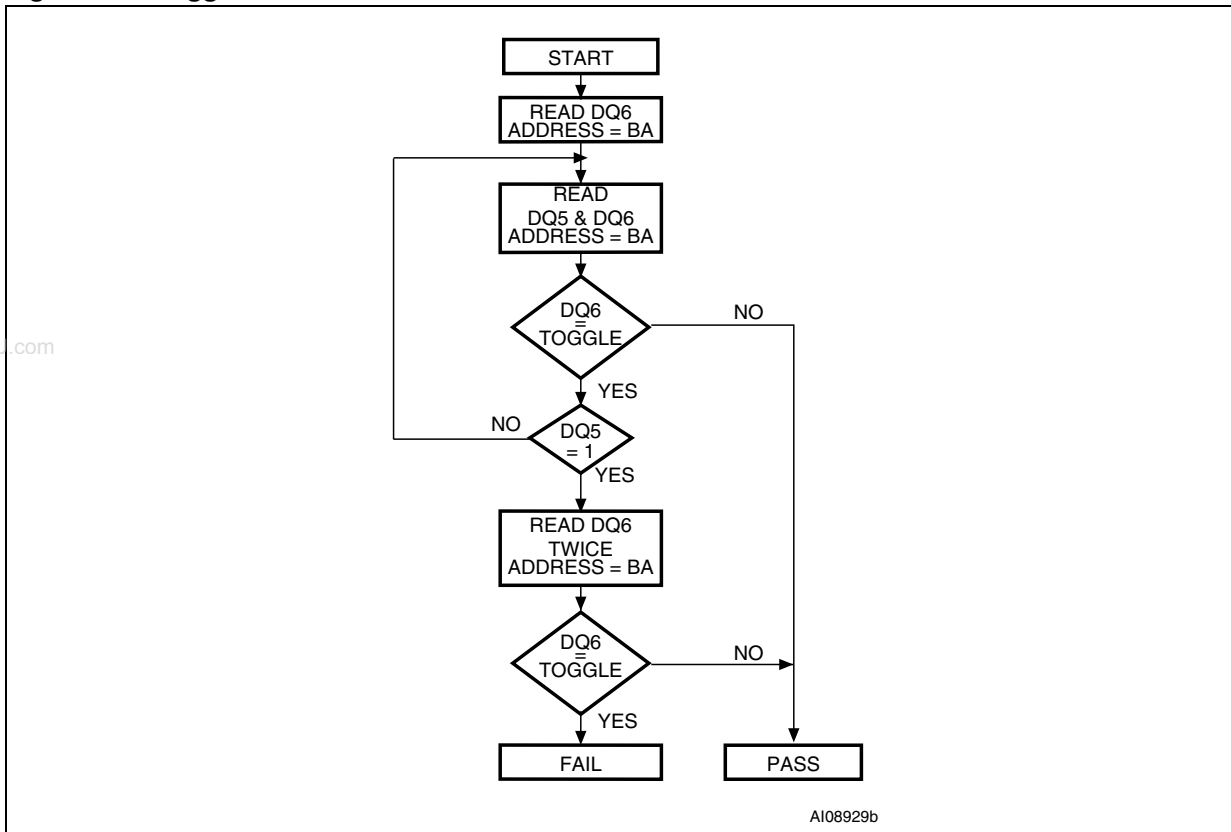 START
READ DQ6
ADDRESS = BA
READ
DQ5 & DQ6
ADDRESS = BA
DQ6
=
TOGGLE
NO
YES
NO
DQ5
= 1
YES
READ DQ6
TWICE
ADDRESS = BA
DQ6
=
TOGGLE
NO
YES
FAIL
PASS
AI08929b
.com